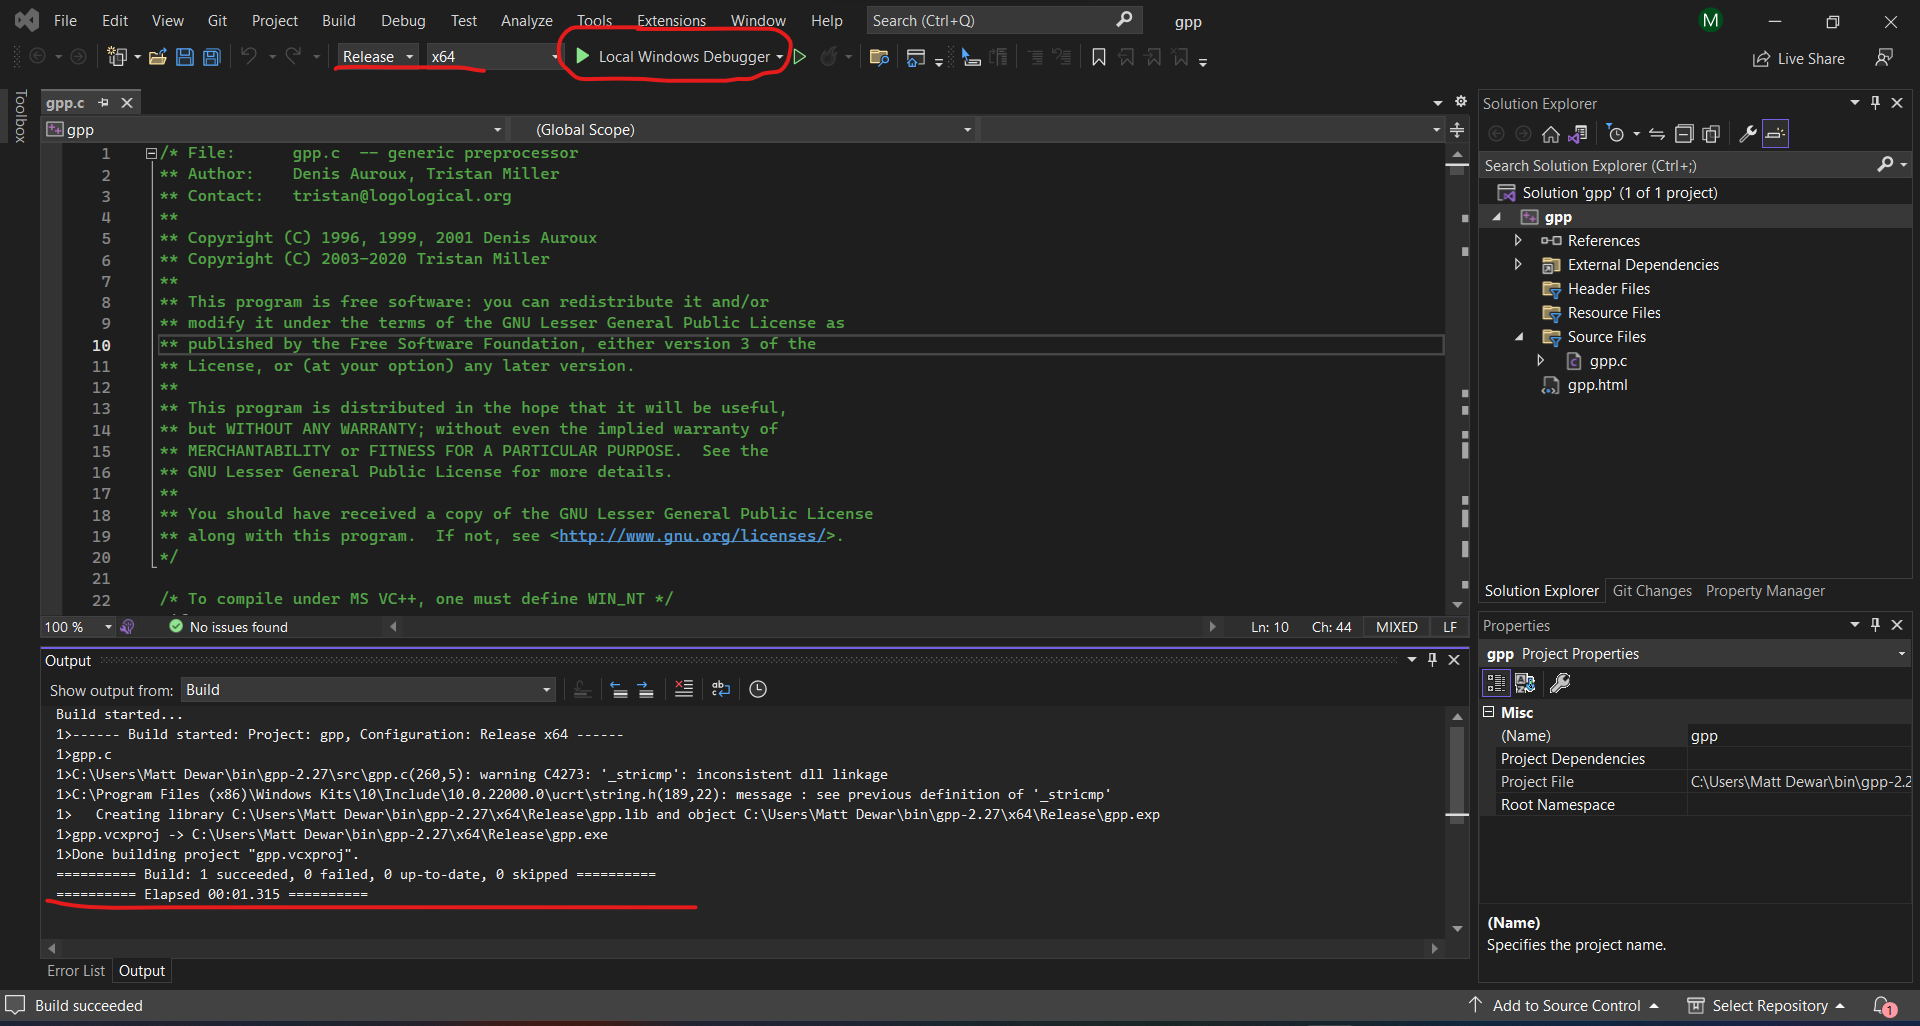 File Edit View Git Project Build Debug Test Analyze Tools Extensions Window Help Search (Ctrl+Q) gpp M
Release x64 Local Windows Debugger Live Share
Toolbox
gpp.c
gpp (Global Scope)
1 /* File:      gpp.c  -- generic preprocessor
2 ** Author:    Denis Auroux, Tristan Miller
3 ** Contact:   tristan@logological.org
4 **
5 ** Copyright (C) 1996, 1999, 2001 Denis Auroux
6 ** Copyright (C) 2003-2020 Tristan Miller
7 **
8 ** This program is free software: you can redistribute it and/or
9 ** modify it under the terms of the GNU Lesser General Public License as
10 ** published by the Free Software Foundation, either version 3 of the
11 ** License, or (at your option) any later version.
12 **
13 ** This program is distributed in the hope that it will be useful,
14 ** but WITHOUT ANY WARRANTY; without even the implied warranty of
15 ** MERCHANTABILITY or FITNESS FOR A PARTICULAR PURPOSE.  See the
16 ** GNU Lesser General Public License for more details.
17 **
18 ** You should have received a copy of the GNU Lesser General Public License
19 ** along with this program.  If not, see <http://www.gnu.org/licenses/>.
20 */
21
22 /* To compile under MS VC++, one must define WIN_NT */
100 % No issues found Ln: 10 Ch: 44 MIXED LF
Output
Show output from: Build
Build started...
1>------ Build started: Project: gpp, Configuration: Release x64 ------
1>gpp.c
1>C:\Users\Matt Dewar\bin\gpp-2.27\src\gpp.c(260,5): warning C4273: '_stricmp': inconsistent dll linkage
1>C:\Program Files (x86)\Windows Kits\10\Include\10.0.22000.0\ucrt\string.h(189,22): message : see previous definition of '_stricmp'
1>   Creating library C:\Users\Matt Dewar\bin\gpp-2.27\x64\Release\gpp.lib and object C:\Users\Matt Dewar\bin\gpp-2.27\x64\Release\gpp.exp
1>gpp.vcxproj -> C:\Users\Matt Dewar\bin\gpp-2.27\x64\Release\gpp.exe
1>Done building project "gpp.vcxproj".
========== Build: 1 succeeded, 0 failed, 0 up-to-date, 0 skipped ==========
========== Elapsed 00:01.315 ==========
Error List Output
Solution Explorer
Search Solution Explorer (Ctrl+;)
Solution 'gpp' (1 of 1 project)
gpp
References
External Dependencies
Header Files
Resource Files
Source Files
gpp.c
gpp.html
Solution Explorer Git Changes Property Manager
Properties
gpp Project Properties
Misc
(Name) gpp
Project Dependencies
Project File C:\Users\Matt Dewar\bin\gpp-2.2
Root Namespace
(Name)
Specifies the project name.
Build succeeded Add to Source Control Select Repository 1